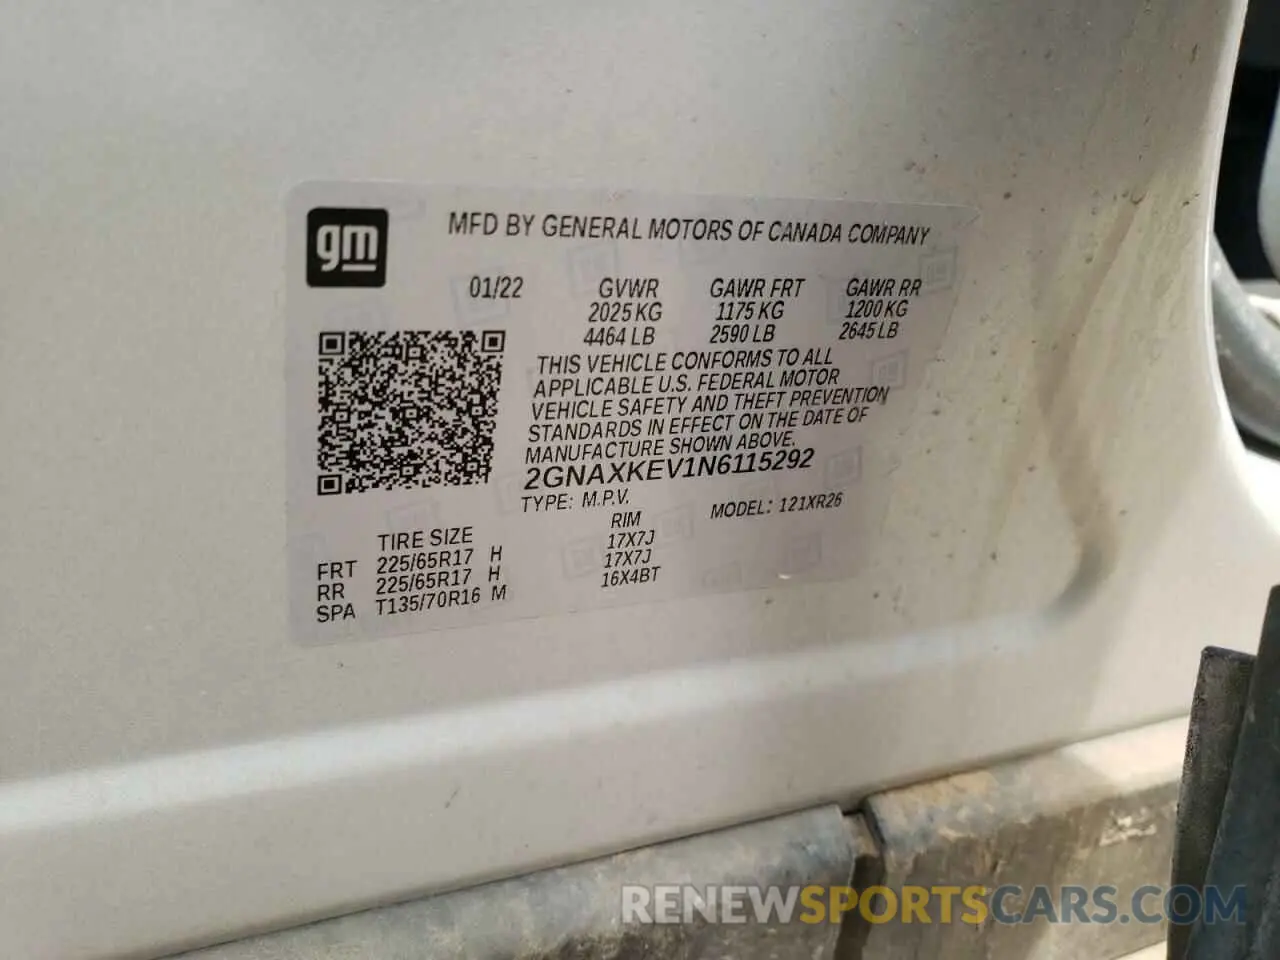 gm
MFD BY GENERAL MOTORS OF CANADA COMPANY
01/22 GVWR GAWR FRT GAWR RR
2025 KG 1175 KG 1200 KG
4464 LB 2590 LB 2645 LB
THIS VEHICLE CONFORMS TO ALL
APPLICABLE U.S. FEDERAL MOTOR
VEHICLE SAFETY AND THEFT PREVENTION
STANDARDS IN EFFECT ON THE DATE OF
MANUFACTURE SHOWN ABOVE.
2GNAXKEV1N6115292
TYPE: M.P.V. MODEL: 121XR26
TIRE SIZE RIM
FRT 225/65R17 H 17X7J
RR 225/65R17 H 17X7J
SPA T135/70R16 M 16X4BT
RENEWSPORTSCARS.COM